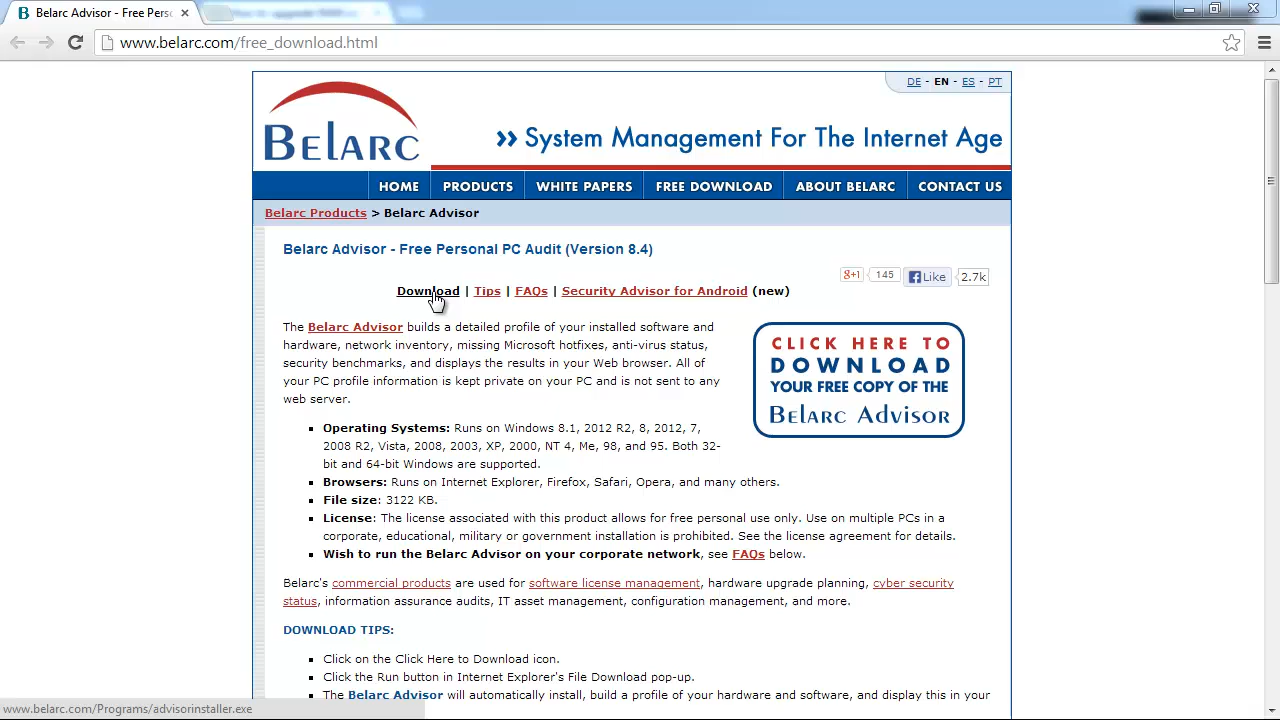 Belarc Advisor - Free Pers
www.belarc.com/free_download.html
DE - EN - ES - PT
BELARC
System Management For The Internet Age
HOME PRODUCTS WHITE PAPERS FREE DOWNLOAD ABOUT BELARC CONTACT US
Belarc Products > Belarc Advisor
Belarc Advisor - Free Personal PC Audit (Version 8.4)
g+1 145 Like 2.7k
Download | Tips | FAQs | Security Advisor for Android (new)
The Belarc Advisor builds a detailed profile of your installed software and
hardware, network inventory, missing Microsoft hotfixes, anti-virus status,
security benchmarks, and displays the results in your Web browser. All of
your PC profile information is kept private on your PC and is not sent to any
web server.
CLICK HERE TO
DOWNLOAD
YOUR FREE COPY OF THE
BELARC ADVISOR
Operating Systems: Runs on Windows 8.1, 2012 R2, 8, 2012, 7,
2008 R2, Vista, 2008, 2003, XP, 2000, NT 4, Me, 98, and 95. Both 32-
bit and 64-bit Windows are supported.
Browsers: Runs on Internet Explorer, Firefox, Safari, Opera, and many others.
File size: 3122 KB.
License: The license associated with this product allows for free personal use only. Use on multiple PCs in a
corporate, educational, military or government installation is prohibited. See the license agreement for details.
Wish to run the Belarc Advisor on your corporate network, see FAQs below.
Belarc's commercial products are used for software license management, hardware upgrade planning, cyber security
status, information assurance audits, IT asset management, configuration management, and more.
DOWNLOAD TIPS:
Click on the Click Here to Download icon.
Click the Run button in Internet Explorer's File Download pop-up.
The Belarc Advisor will automatically install, build a profile of your hardware and software, and display this in your
www.belarc.com/Programs/advisorinstaller.exe